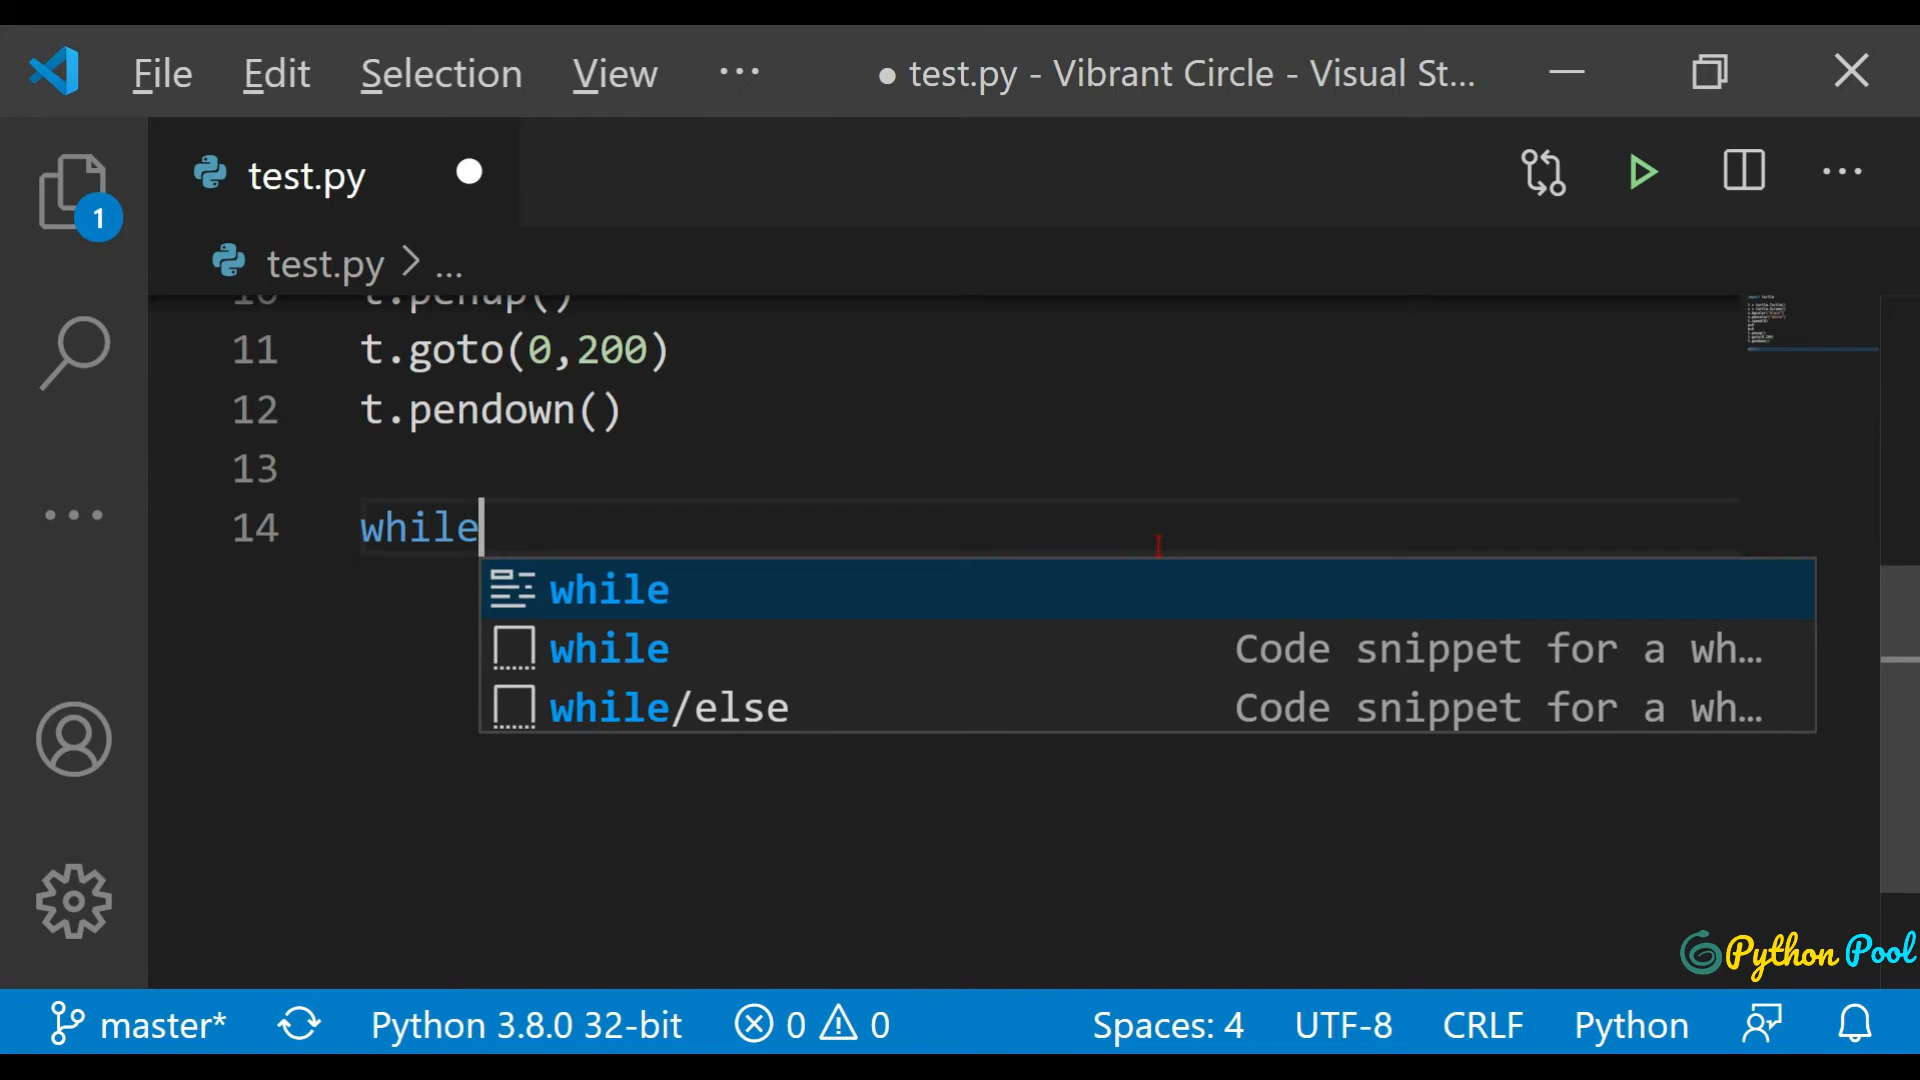 File Edit Selection View ··· ● test.py - Vibrant Circle - Visual St...
test.py
1
test.py > ...
10 t.penup()
11 t.goto(0,200)
12 t.pendown()
13
14 while
while
while Code snippet for a wh...
while/else Code snippet for a wh...
Python Pool
master* Python 3.8.0 32-bit 0 0 Spaces: 4 UTF-8 CRLF Python